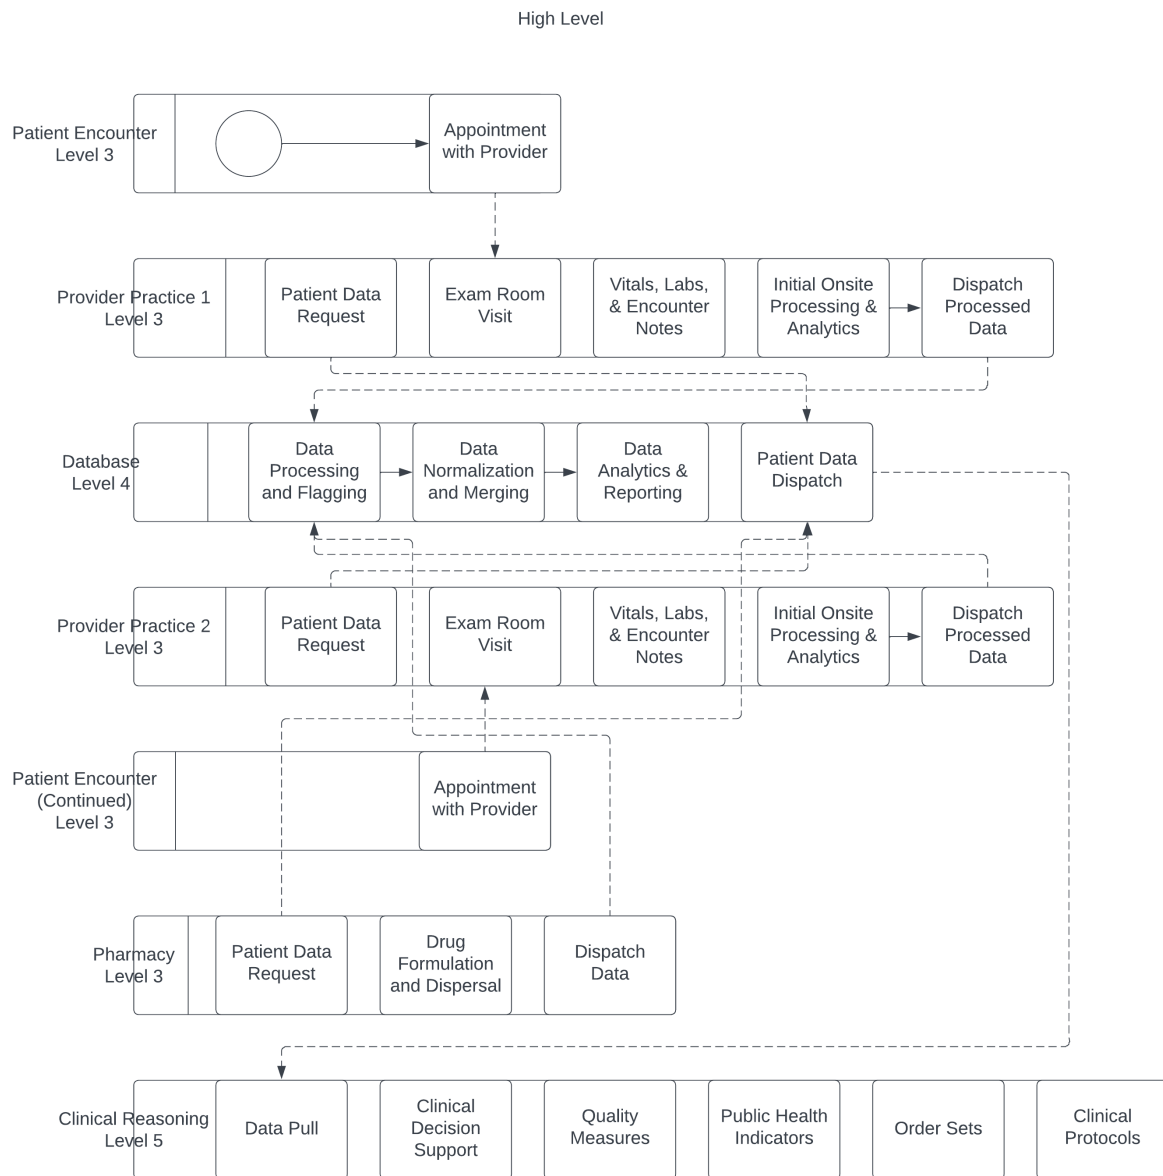 High Level
Patient Encounter
Level 3
Appointment
with Provider
Provider Practice 1
Level 3
Patient Data
Request
Exam Room
Visit
Vitals, Labs,
& Encounter
Notes
Initial Onsite
Processing &
Analytics
Dispatch
Processed
Data
Database
Level 4
Data
Processing
and Flagging
Data
Normalization
and Merging
Data
Analytics &
Reporting
Patient Data
Dispatch
Provider Practice 2
Level 3
Patient Data
Request
Exam Room
Visit
Vitals, Labs,
& Encounter
Notes
Initial Onsite
Processing &
Analytics
Dispatch
Processed
Data
Patient Encounter
(Continued)
Level 3
Appointment
with Provider
Pharmacy
Level 3
Patient Data
Request
Drug
Formulation
and Dispersal
Dispatch
Data
Clinical Reasoning
Level 5
Data Pull
Clinical
Decision
Support
Quality
Measures
Public Health
Indicators
Order Sets
Clinical
Protocols